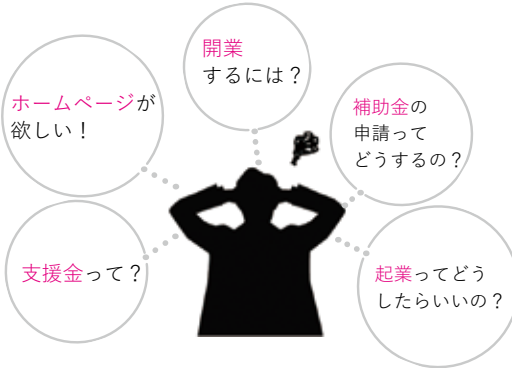 開業
するには？
ホームページが
欲しい！
補助金の
申請って
どうするの？
支援金って？
起業ってどう
したらいいの？